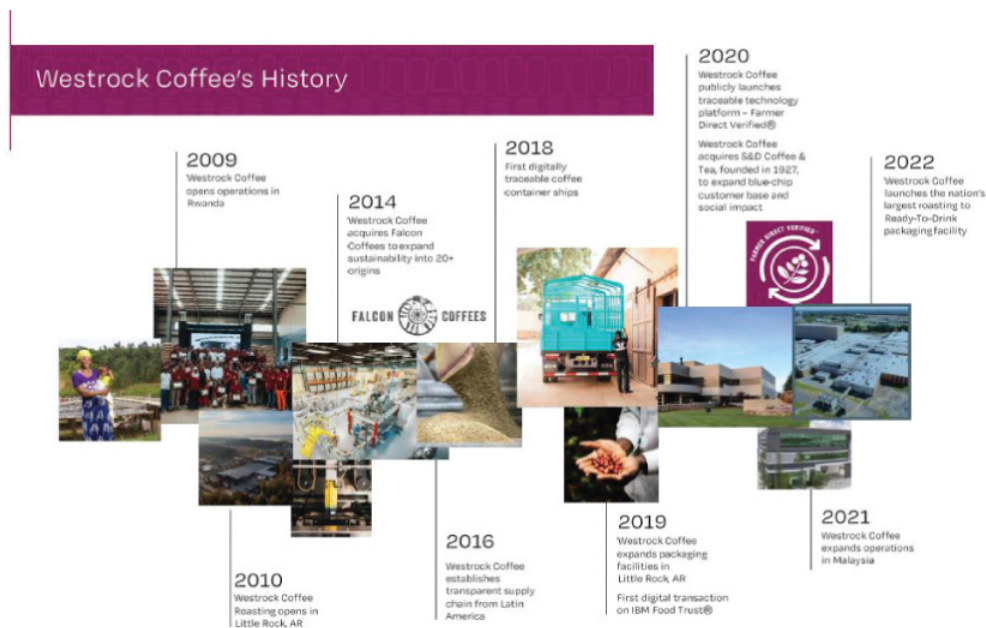 Westrock Coffee's History
2009
Westrock Coffee
opens operations in
Rwanda
2010
Westrock Coffee
Roasting opens in
Little Rock, AR
2014
Westrock Coffee
acquires Falcon
Coffees to expand
sustainability into 20+
origins
FALCON COFFEES
2016
Westrock Coffee
establishes
transparent supply
chain from Latin
America
2018
First digitally
traceable coffee
container ships
2019
Westrock Coffee
expands packaging
facilities in
Little Rock, AR
First digital transaction
on IBM Food Trust®
2020
Westrock Coffee
publicly launches
traceable technology
platform – Farmer
Direct Verified®
Westrock Coffee
acquires S&D Coffee &
Tea, founded in 1927,
to expand blue-chip
customer base and
social impact
FARMER DIRECT VERIFIED
2021
Westrock Coffee
expands operations
in Malaysia
2022
Westrock Coffee
launches the nation's
largest roasting to
Ready-To-Drink
packaging facility